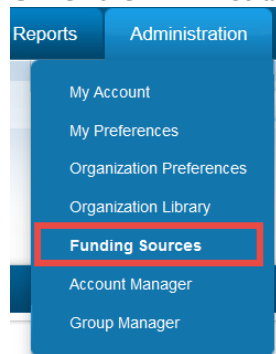 Reports Administration
My Account
My Preferences
Organization Preferences
Organization Library
Funding Sources
Account Manager
Group Manager